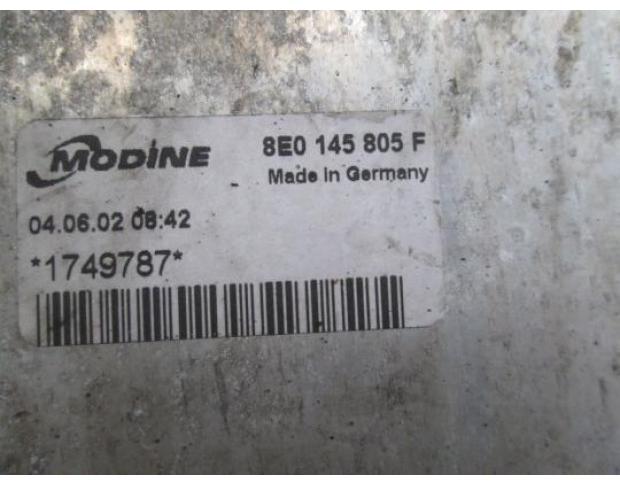 MODINE
8E0 145 805 F
Made in Germany
04.06.02 08:42
*1749787*